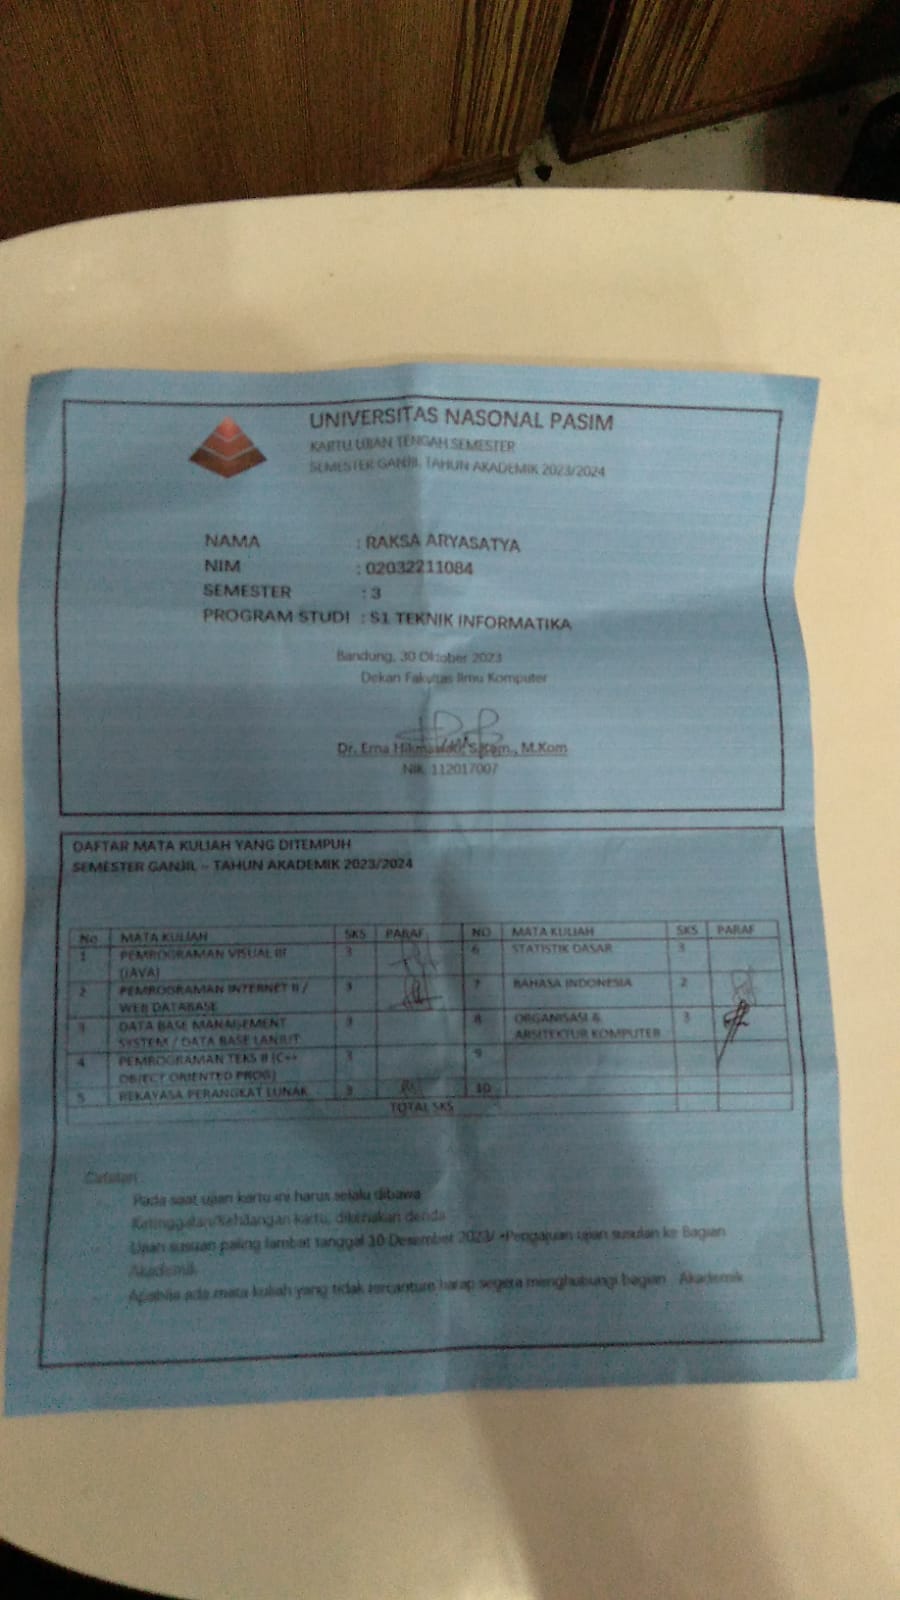 UNIVERSITAS NASONAL PASIM
KARTU UJIAN TENGAH SEMESTER
SEMESTER GANJIL TAHUN AKADEMIK 2023/2024
NAMA : RAKSA ARYASATYA
NIM : 02032211084
SEMESTER : 3
PROGRAM STUDI : S1 TEKNIK INFORMATIKA
Bandung, 30 Oktober 2023
Dekan Fakultas Ilmu Komputer
Dr. Erna S.Kom., M.Kom
NIK. 112017007
DAFTAR MATA KULIAH YANG DITEMPUH
SEMESTER GANJIL – TAHUN AKADEMIK 2023/2024
No MATA KULIAH SKS PARAF NO MATA KULIAH SKS PARAF
1 PEMROGRAMAN VISUAL III 3 6 STATISTIK DASAR 3
(JAVA)
2 PEMROGRAMAN INTERNET II / 3 7 BAHASA INDONESIA 2
WEB DATABASE
3 DATA BASE MANAGEMENT 3 8 ORGANISASI & 3
SYSTEM / DATA BASE LANJUT ARSITEKTUR KOMPUTER
4 PEMROGRAMAN TEKS II (C++ 3 9
OBJECT ORIENTED PROG)
5 REKAYASA PERANGKAT LUNAK 3 10
TOTAL SKS
Catatan
Pada saat ujian kartu ini harus selalu dibawa
Ketinggalan/Kehilangan kartu, dikenakan denda
Ujian susulan paling lambat tanggal Desember 2023/ Pengajuan ujian susulan ke Bagian
Akademik
Apabila ada mata kuliah yang tidak harap segera menghubungi bagian Akademik